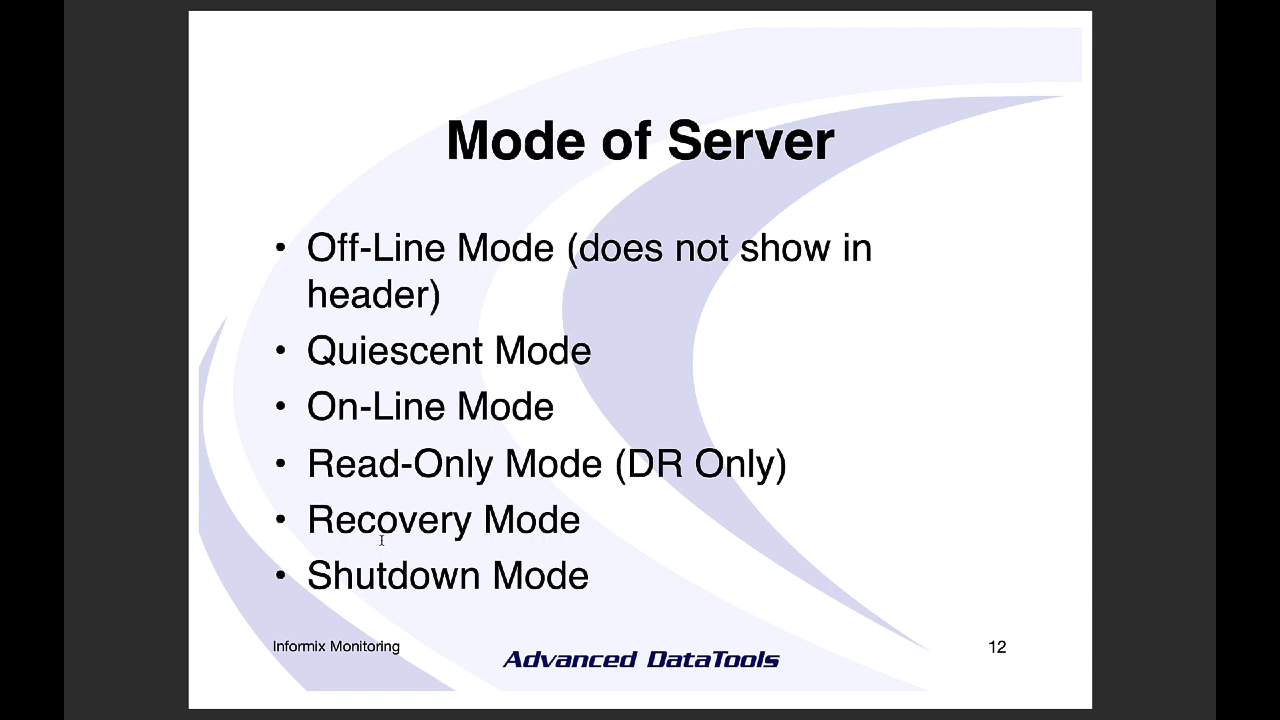 Mode of Server
• Off-Line Mode (does not show in
header)
• Quiescent Mode
• On-Line Mode
• Read-Only Mode (DR Only)
• Recovery Mode
• Shutdown Mode
Informix Monitoring
Advanced DataTools
12